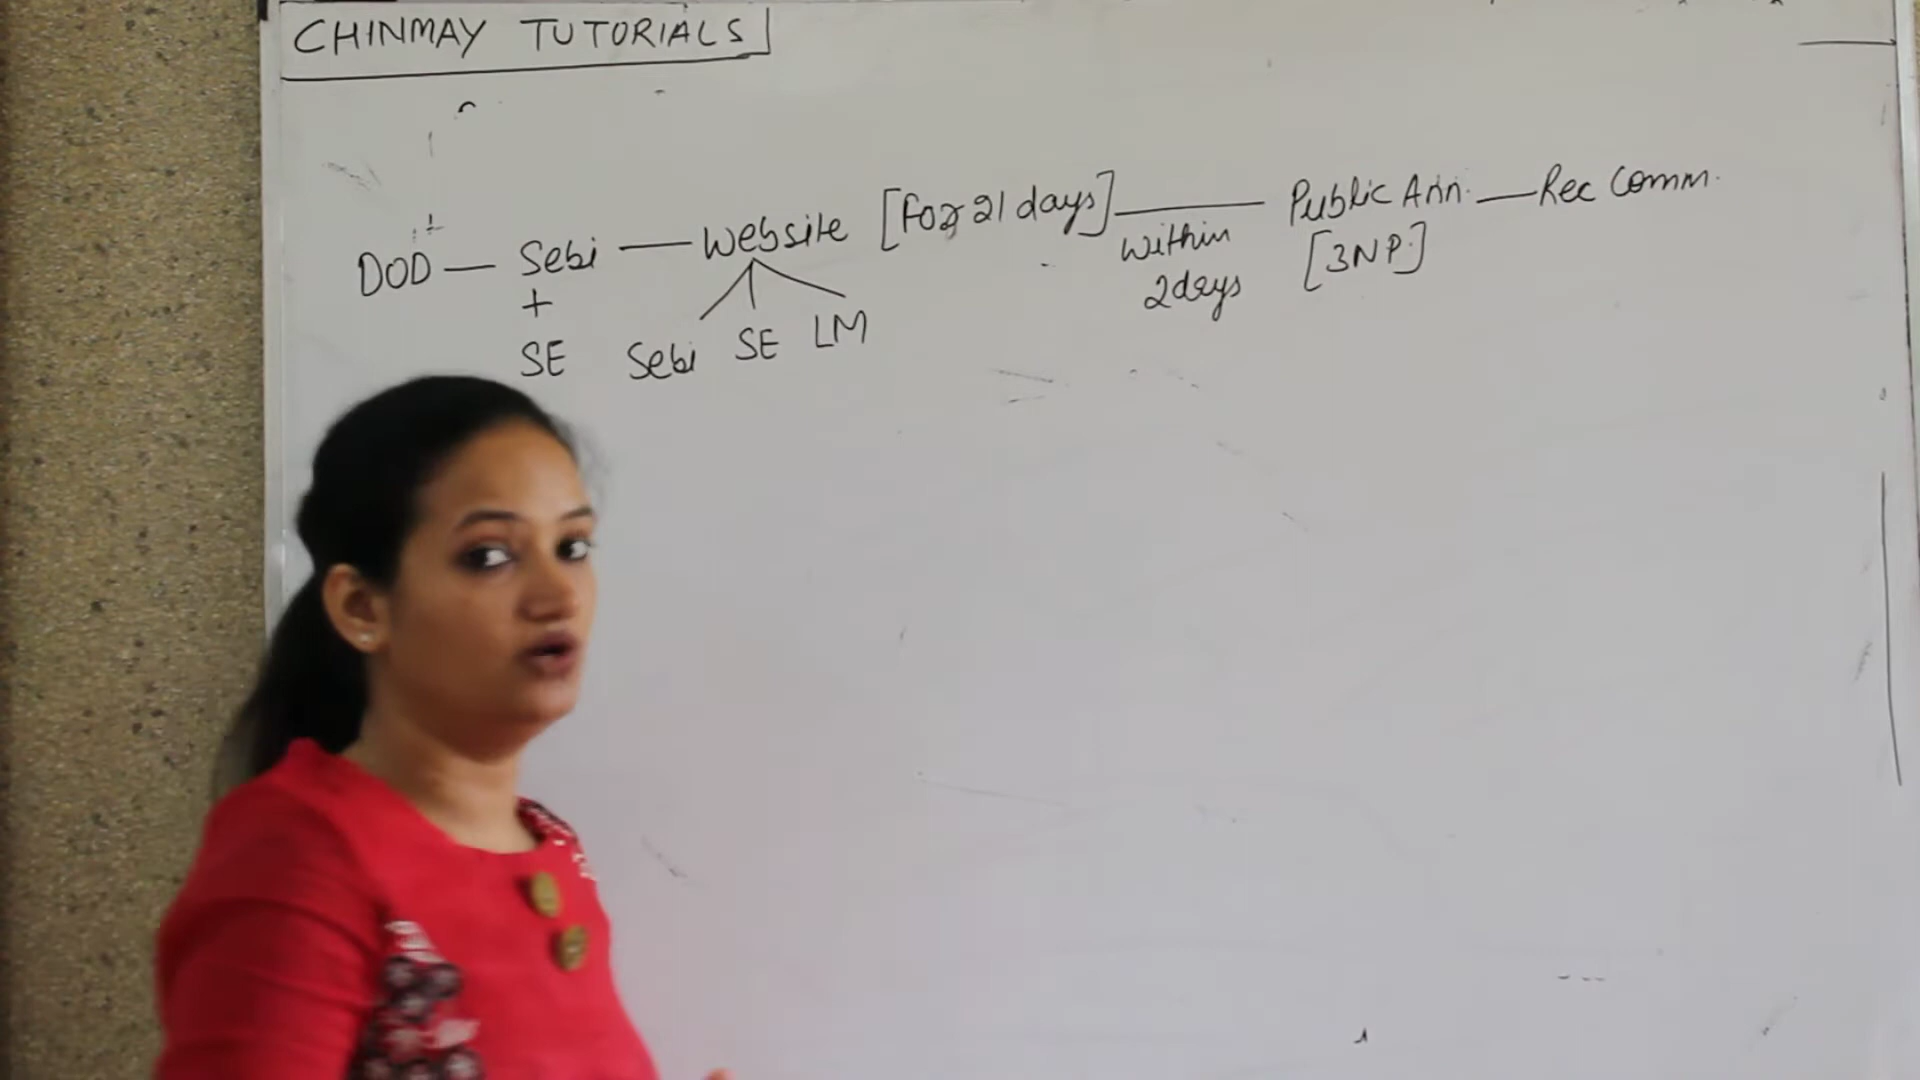 CHINMAY TUTORIALS
DOD — Sebi — Website [For 21 days] — Public Ann. — Rec Comm.
+
SE
Sebi SE LM
within
2days
[3NP.]